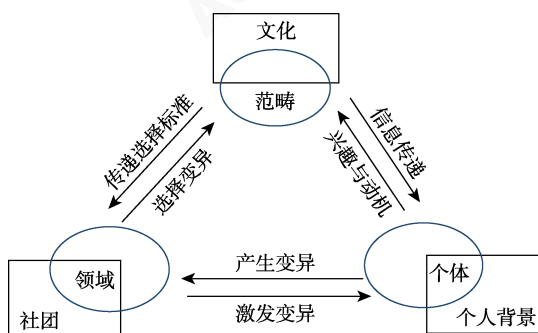 文化
范畴
传递选择标准
选择变异
信息传递
兴趣与动机
领域
社团
产生变异
激发变异
个体
个人背景